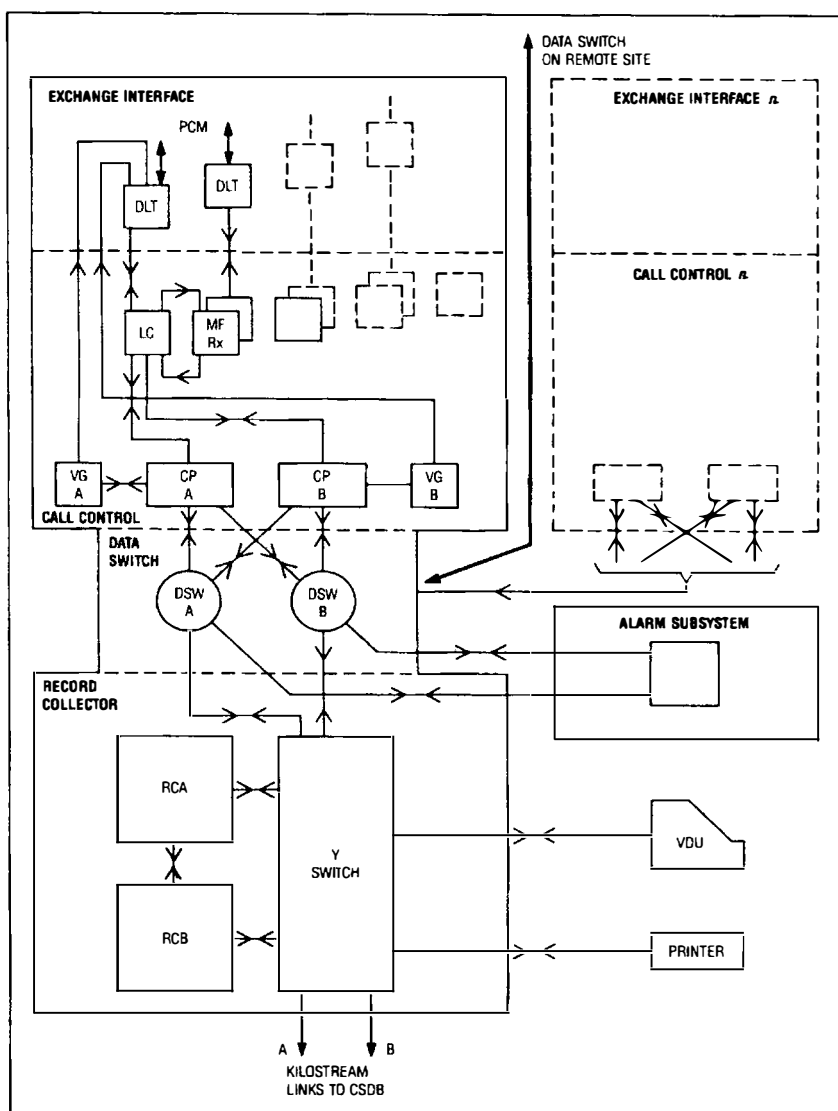 DATA SWITCH
ON REMOTE SITE
EXCHANGE INTERFACE
EXCHANGE INTERFACE n
PCM
DLT
DLT
CALL CONTROL n
LC
MF
Rx
VG
A
CP
A
CP
B
VG
B
CALL CONTROL
DATA
SWITCH
DSW
A
DSW
B
ALARM SUBSYSTEM
RECORD
COLLECTOR
RCA
Y
SWITCH
VDU
RCB
PRINTER
A
B
KILOSTREAM
LINKS TO CSDB